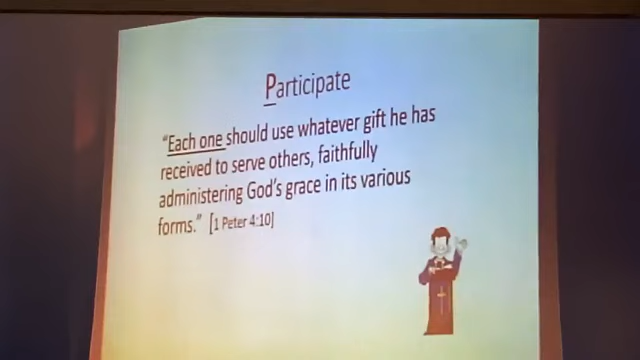 Participate
“Each one should use whatever gift he has
received to serve others, faithfully
administering God’s grace in its various
forms.” [1 Peter 4:10]